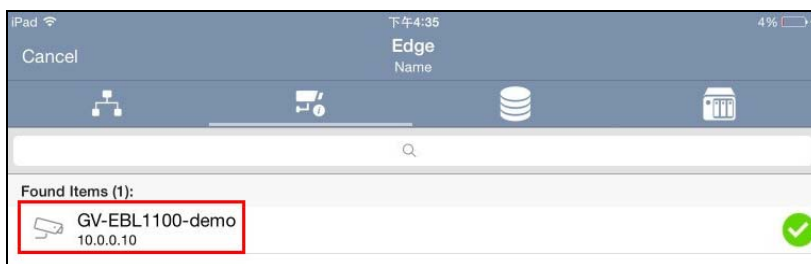 iPad 下午4:35 4%
Cancel Edge
Name
Found Items (1):
GV-EBL1100-demo
10.0.0.10